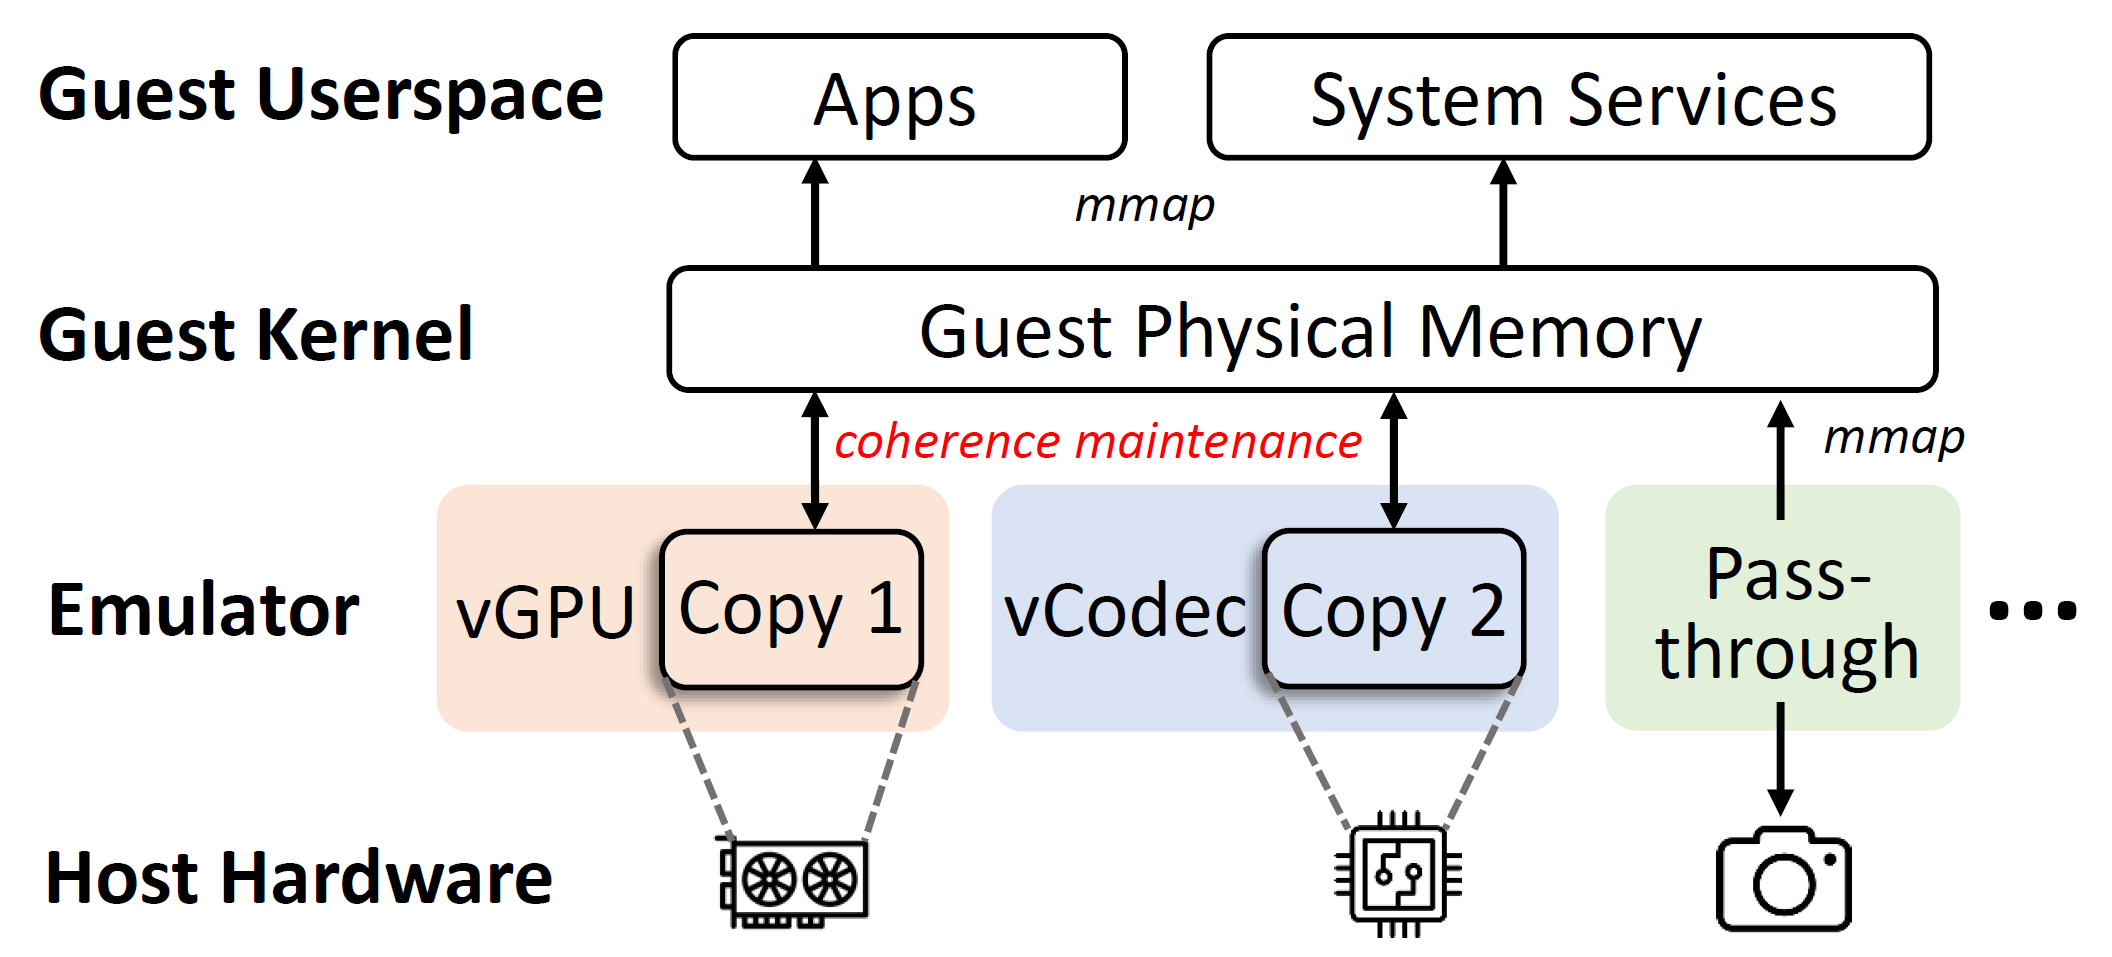 Guest Userspace
Apps
System Services
mmap
Guest Kernel
Guest Physical Memory
coherence maintenance
mmap
Emulator
vGPU
Copy 1
vCodec
Copy 2
Pass-
through
...
Host Hardware